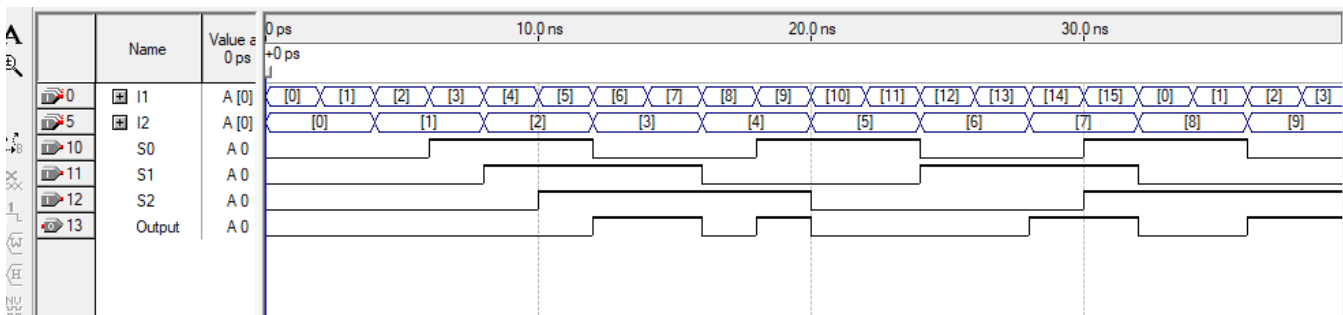 0 ps 10.0 ns 20.0 ns 30.0 ns
Name Value a 0 ps +0 ps
0 I1 A [0] [0] [1] [2] [3] [4] [5] [6] [7] [8] [9] [10] [11] [12] [13] [14] [15] [0] [1] [2] [3]
5 I2 A [0] [0] [1] [2] [3] [4] [5] [6] [7] [8] [9]
10 S0 A 0
11 S1 A 0
12 S2 A 0
13 Output A 0